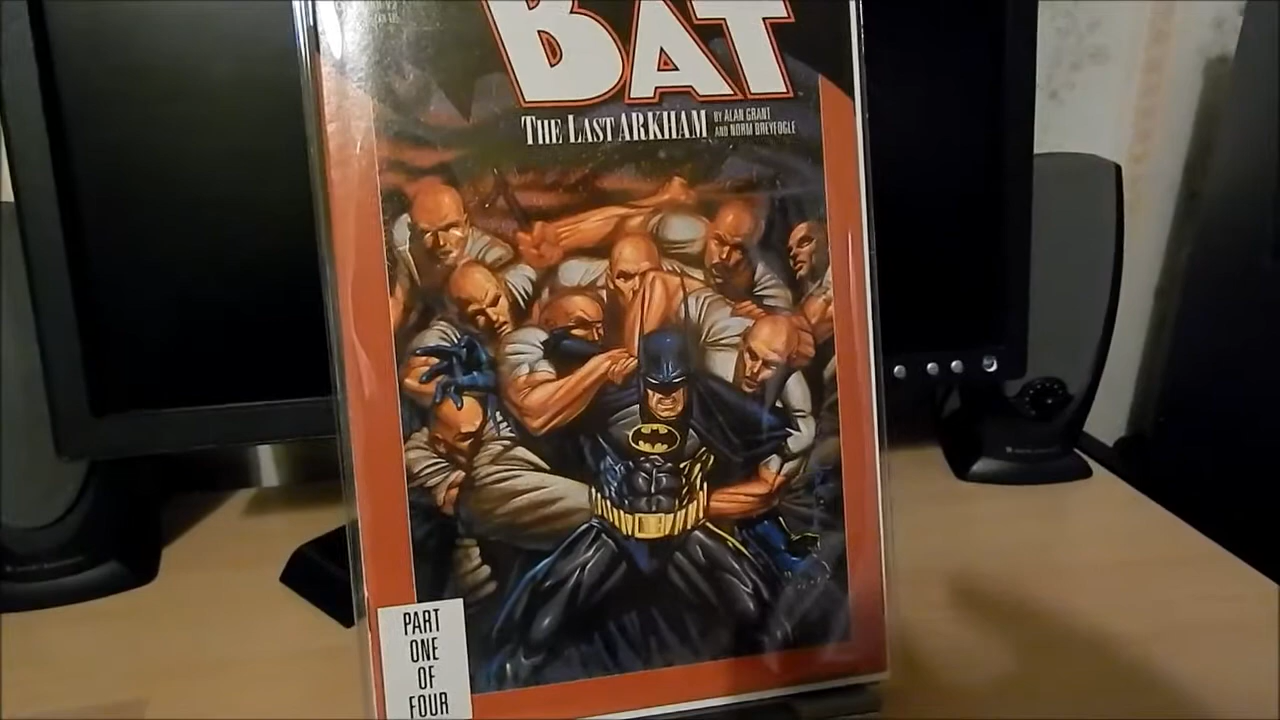 BAT
THE LAST ARKHAM
BY ALAN GRANT
AND NORM BREYFOGLE
PART
ONE
OF
FOUR